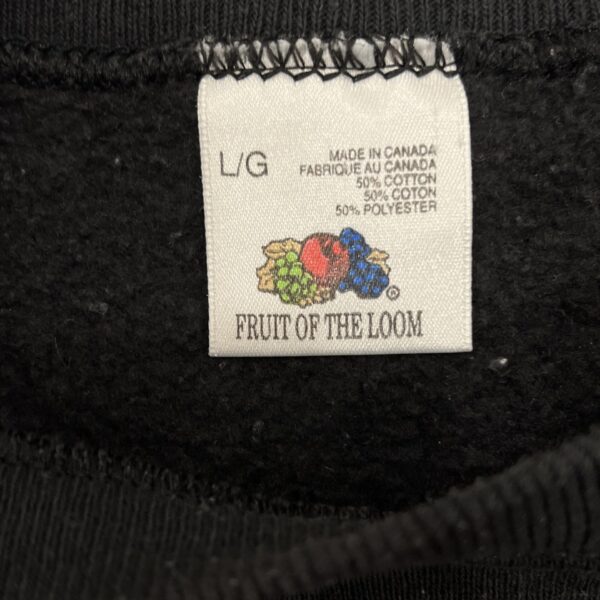 L/G
MADE IN CANADA
FABRIQUE AU CANADA
50% COTTON
50% COTON
50% POLYESTER
®
FRUIT OF THE LOOM